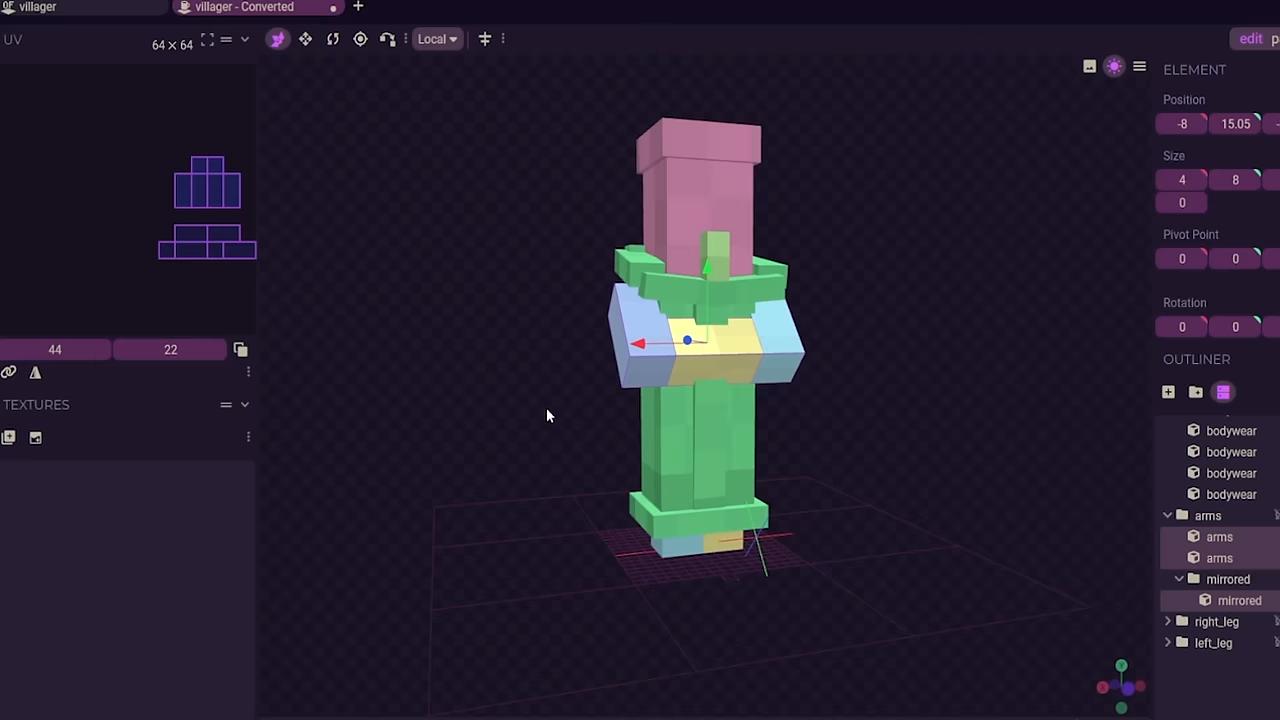 OF villager
villager - Converted
UV
64 × 64
Local
edit
ELEMENT
Position
-8 15.05
Size
4 8
0
Pivot Point
0 0
Rotation
0 0
OUTLINER
44 22
TEXTURES
bodywear
bodywear
bodywear
bodywear
arms
arms
arms
mirrored
mirrored
right_leg
left_leg
Y
X